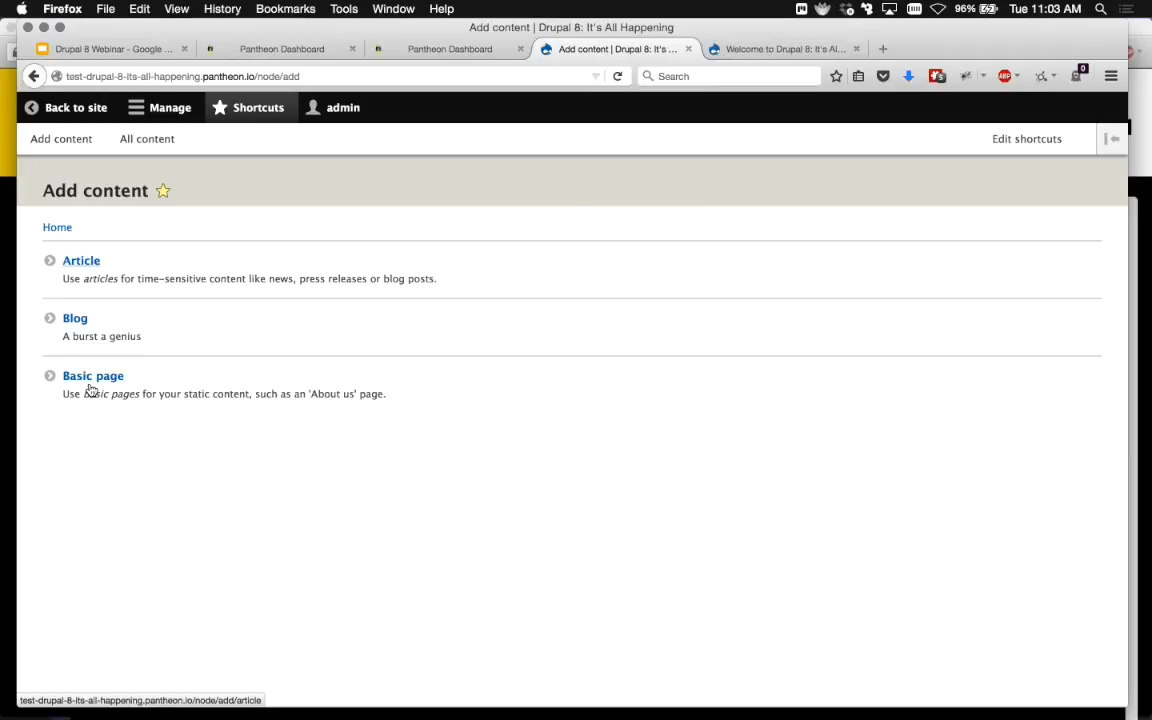 Firefox File Edit View History Bookmarks Tools Window Help 96% Tue 11:03 AM
Add content | Drupal 8: It's All Happening
Drupal 8 Webinar - Google ... Pantheon Dashboard Pantheon Dashboard Add content | Drupal 8: It's ... Welcome to Drupal 8: It's Al...
test-drupal-8-its-all-happening.pantheon.io/node/add Search ABP 0
Back to site Manage Shortcuts admin
Add content All content Edit shortcuts
Add content
Home
Article
Use articles for time-sensitive content like news, press releases or blog posts.
Blog
A burst a genius
Basic page
Use basic pages for your static content, such as an 'About us' page.
test-drupal-8-its-all-happening.pantheon.io/node/add/article